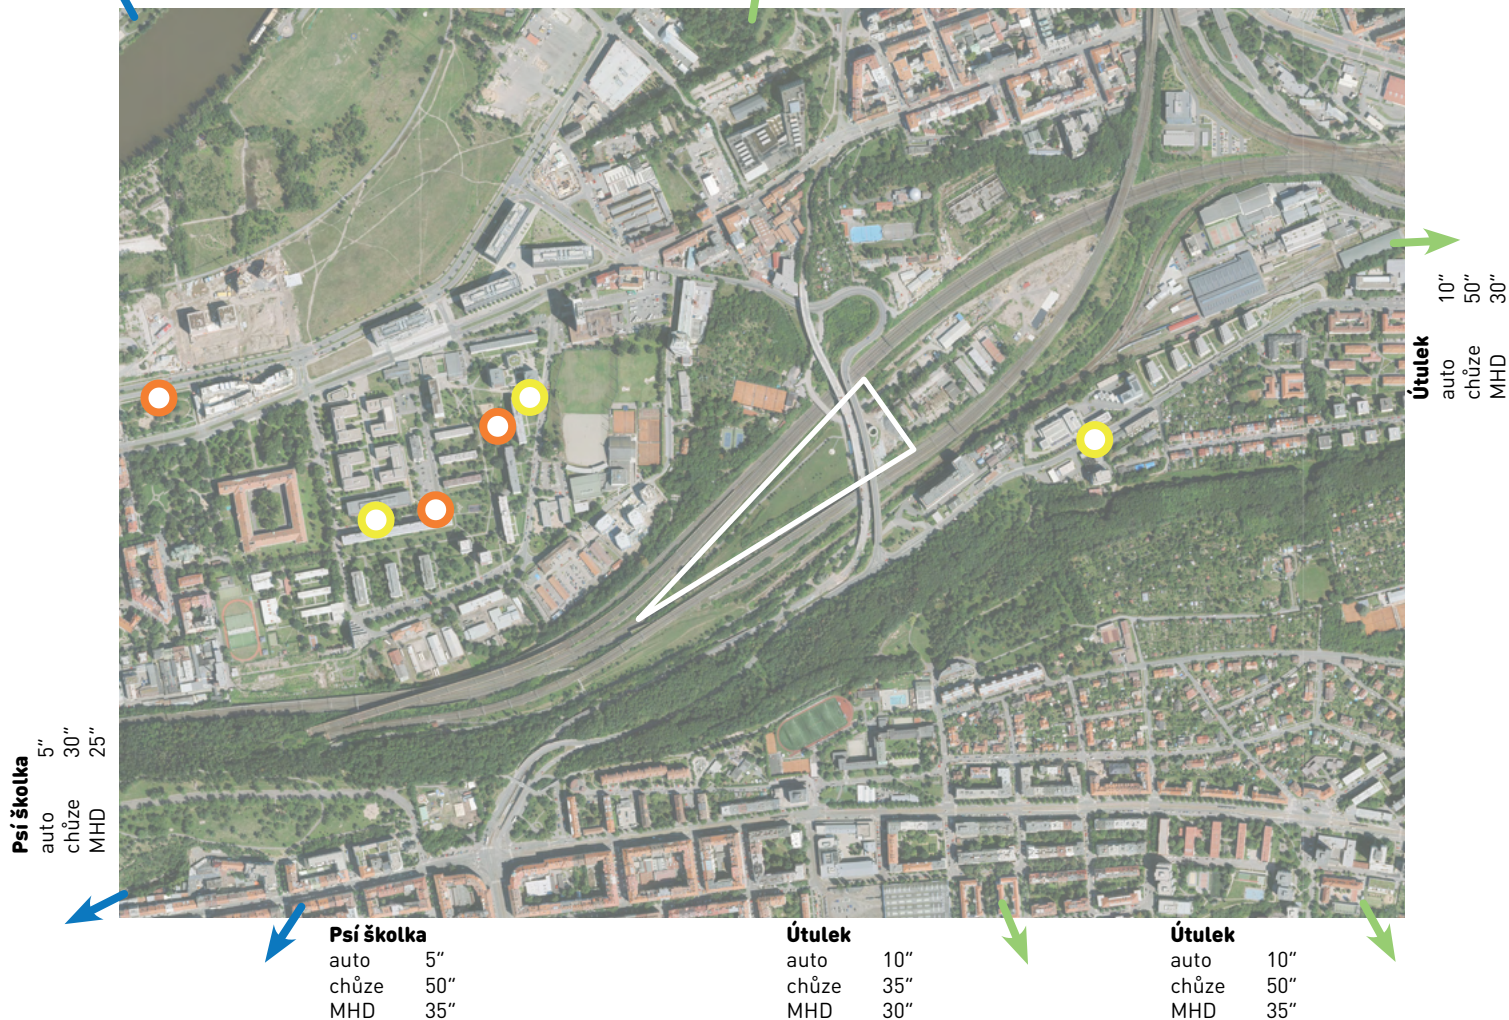 Útulek
auto 10“
chůze 50“
MHD 30“
Psí školka
auto 5“
chůze 30“
MHD 25“
Psí školka
auto 5“
chůze 50“
MHD 35“
Útulek
auto 10“
chůze 35“
MHD 30“
Útulek
auto 10“
chůze 50“
MHD 35“